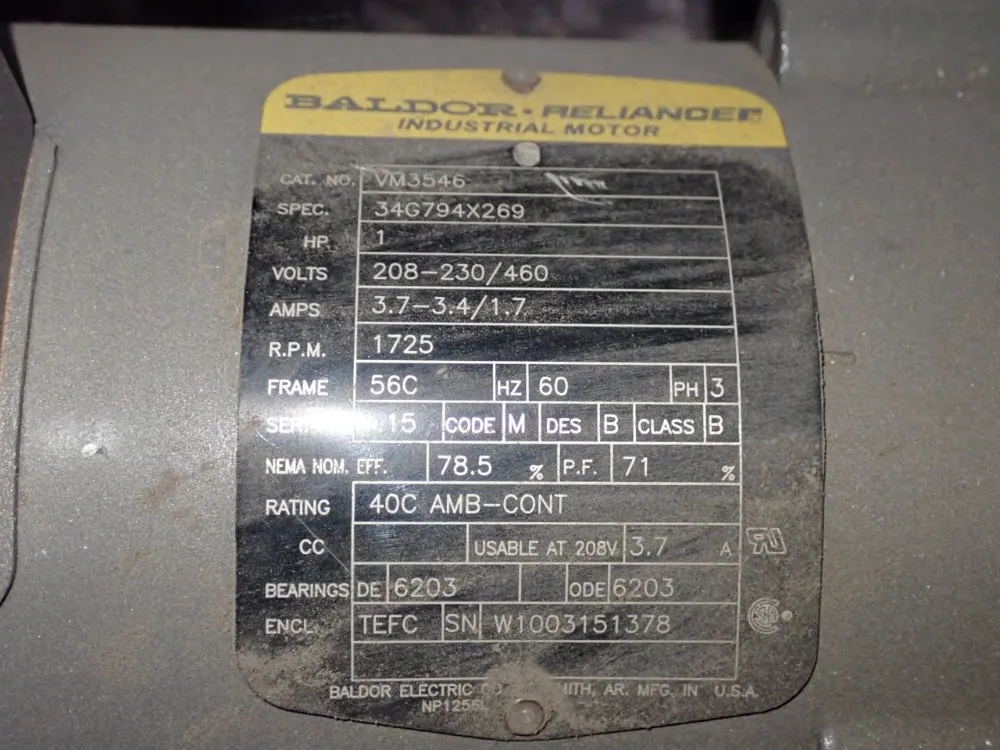 BALDOR • RELIANCER
INDUSTRIAL MOTOR
CAT. NO. VM3546
SPEC. 34G794X269
HP 1
VOLTS 208-230/460
AMPS 3.7-3.4/1.7
R.P.M. 1725
FRAME 56C HZ 60 PH 3
15 CODE M DES B CLASS B
NEMA NOM. EFF. 78.5 % P.F. 71 %
RATING 40C AMB-CONT
CC USABLE AT 208V 3.7 A
BEARINGS DE 6203 ODE 6203
ENCL. TEFC SN W1003151378
BALDOR ELECTRIC AR. MFG. IN U.S.A.